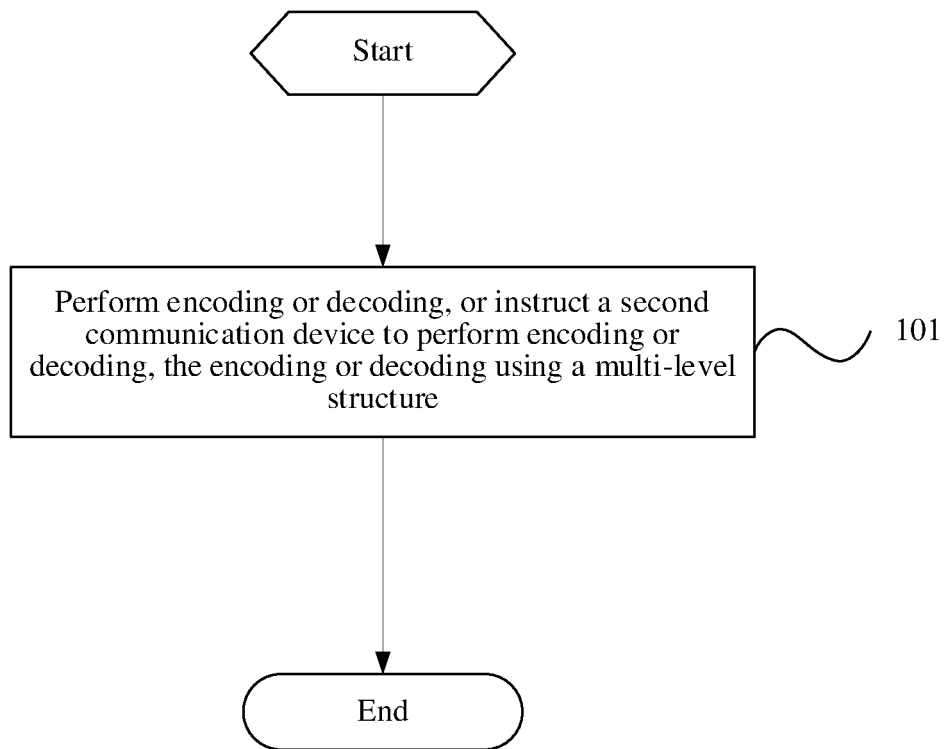 Start
Perform encoding or decoding, or instruct a second
communication device to perform encoding or
decoding, the encoding or decoding using a multi-level
structure
101
End